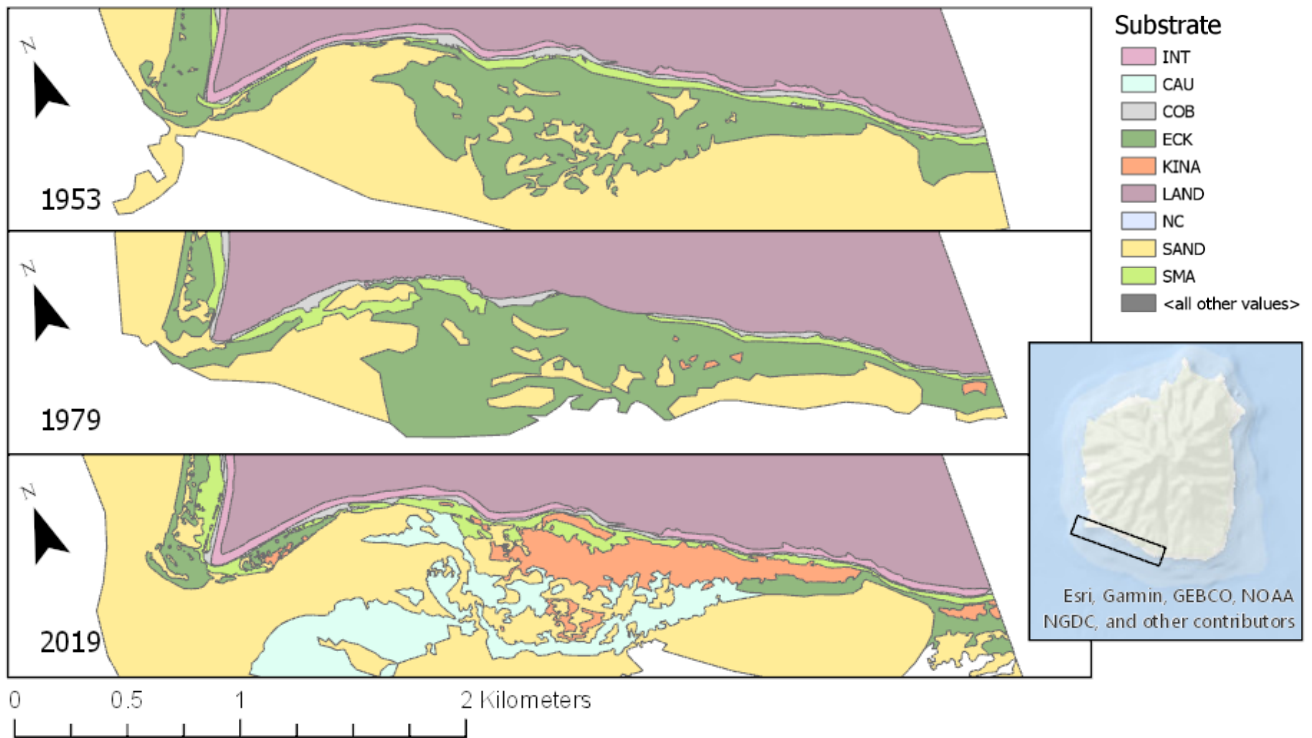 Substrate
INT
CAU
COB
ECK
KINA
LAND
NC
SAND
SMA
<all other values>
N
1953
N
1979
N
2019
Esri, Garmin, GEBCO, NOAA
NGDC, and other contributors
0 0.5 1 2 Kilometers